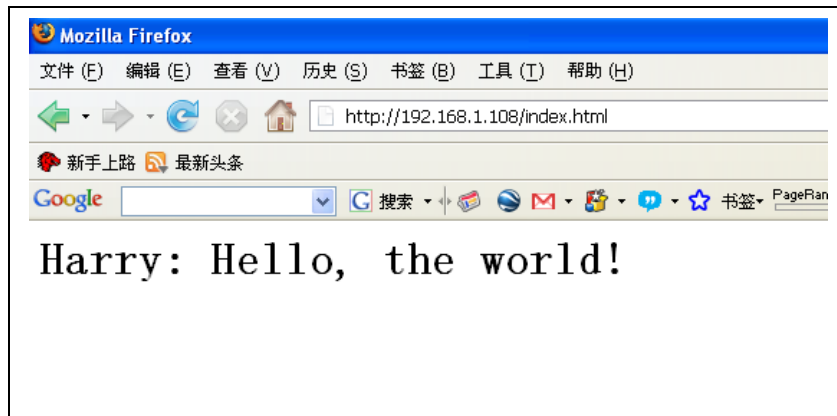 Mozilla Firefox
文件 (F) 编辑 (E) 查看 (V) 历史 (S) 书签 (B) 工具 (T) 帮助 (H)
http://192.168.1.108/index.html
新手上路 最新头条
Google G 搜索 书签 PageRan
Harry: Hello, the world!